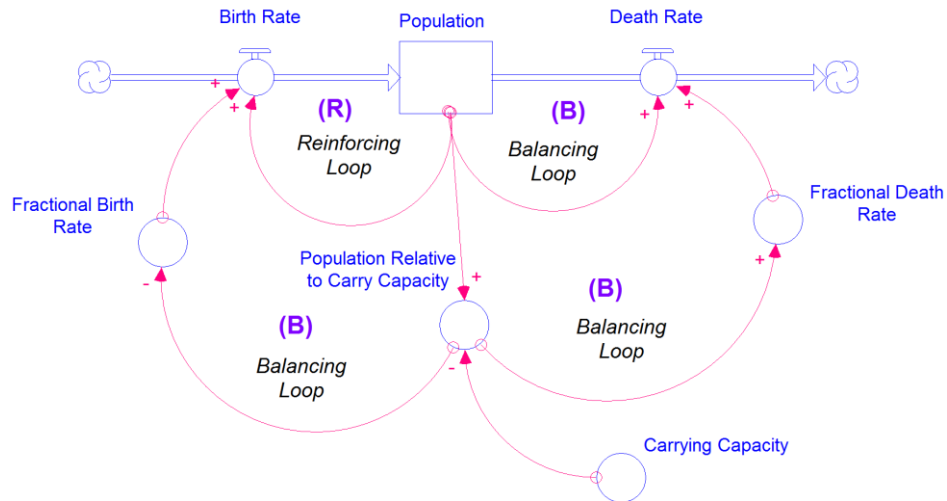 Birth Rate
Population
Death Rate
+
+
(R)
Reinforcing
Loop
(B)
Balancing
Loop
+
+
Fractional Birth
Rate
Fractional Death
Rate
Population Relative
to Carry Capacity
+
+
-
(B)
Balancing
Loop
(B)
Balancing
Loop
-
Carrying Capacity